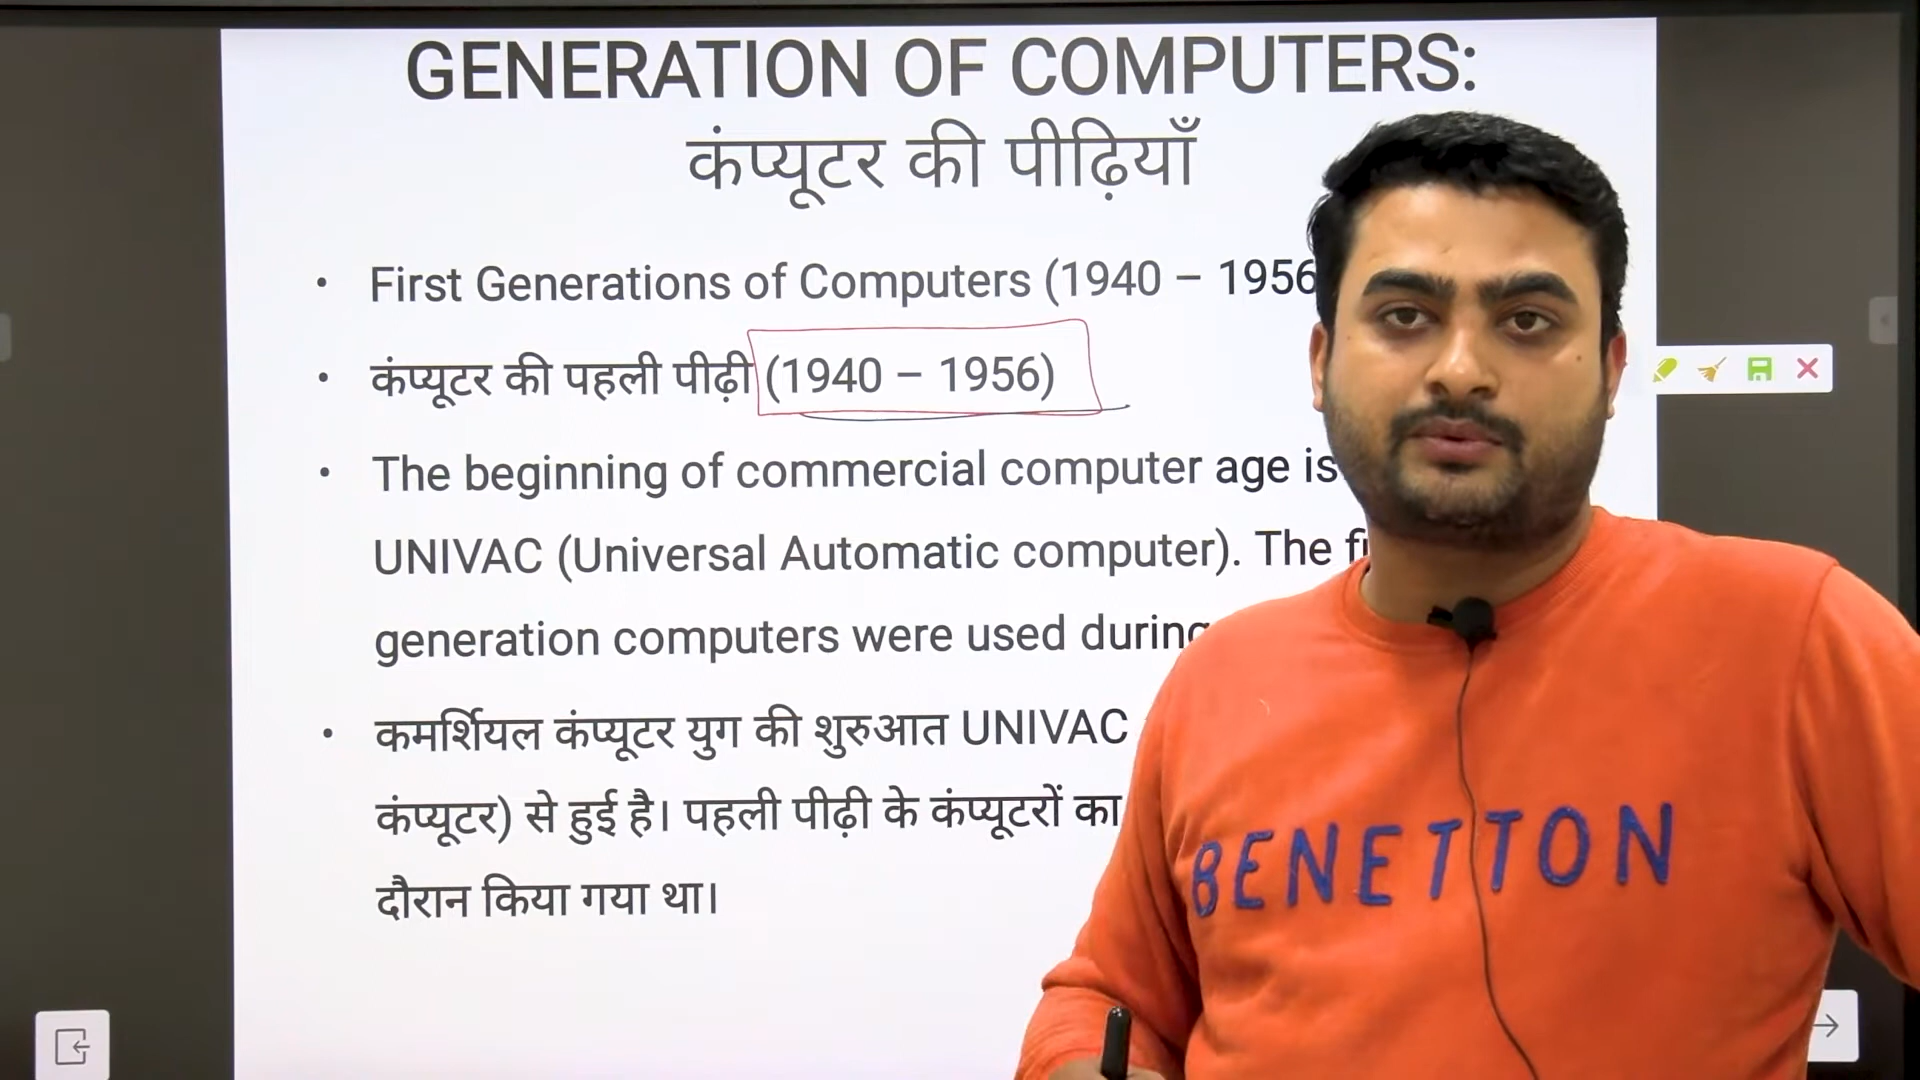 GENERATION OF COMPUTERS:
कंप्यूटर की पीढ़ियाँ
• First Generations of Computers (1940 – 1956
• कंप्यूटर की पहली पीढ़ी (1940 – 1956)
• The beginning of commercial computer age is
UNIVAC (Universal Automatic computer). The
generation computers were used during
• कमर्शियल कंप्यूटर युग की शुरुआत UNIVAC
कंप्यूटर) से हुई है। पहली पीढ़ी के कंप्यूटरों का
दौरान किया गया था।
BENETTON